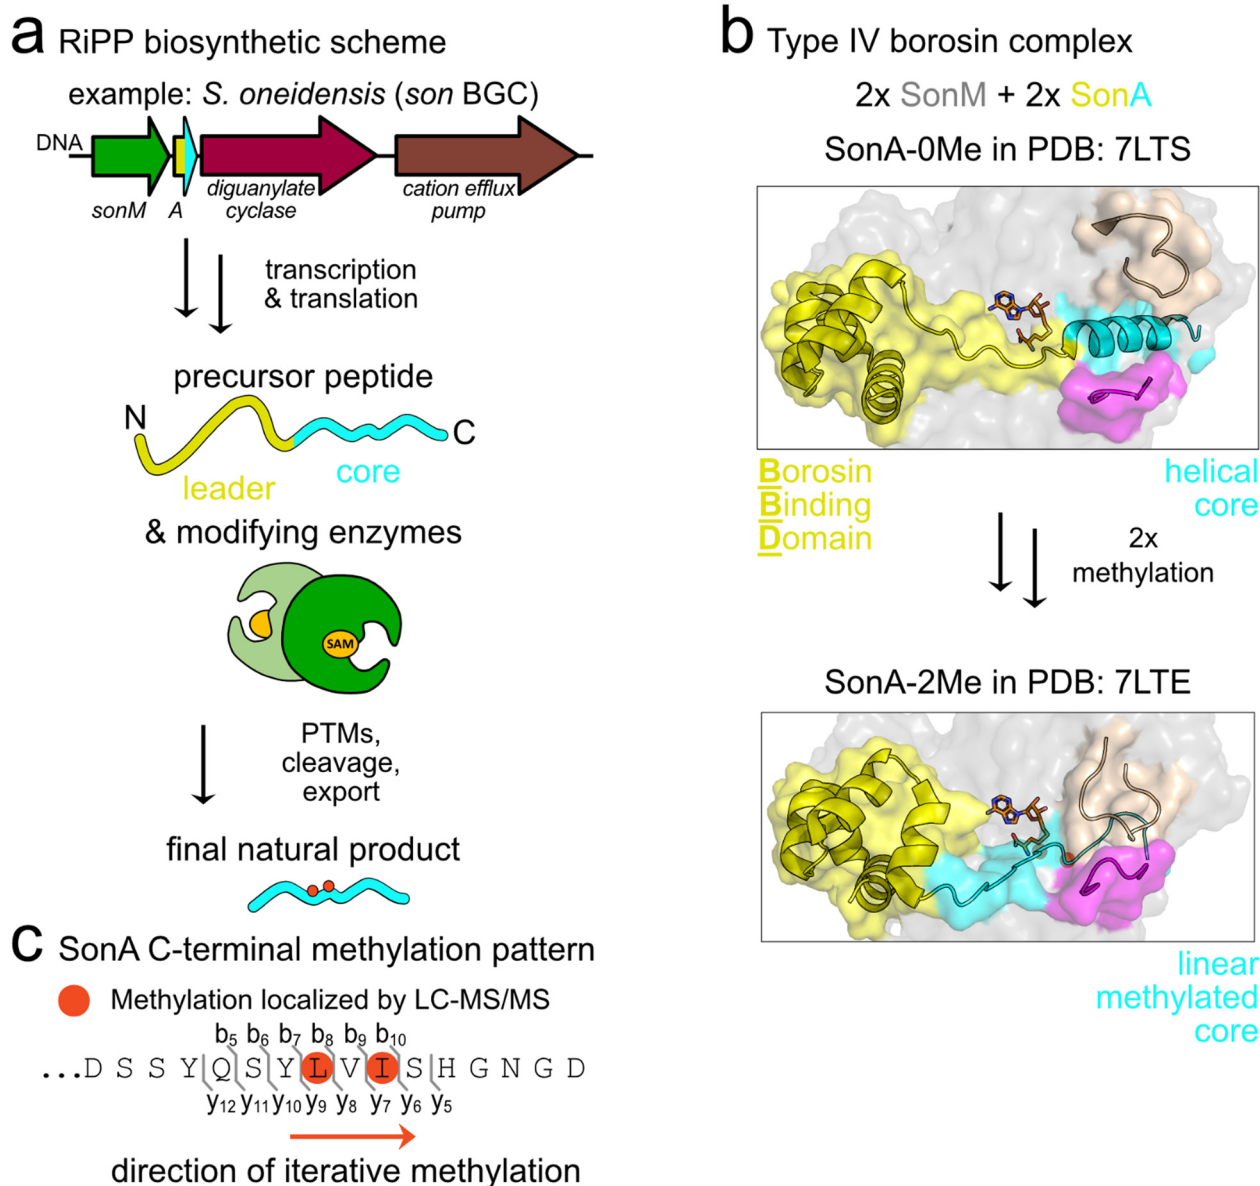 a RiPP biosynthetic scheme
example: S. oneidensis (son BGC)
DNA
diguanylate
cyclase
cation efflux
pump
sonM
A
transcription
& translation
precursor peptide
N
C
leader
core
& modifying enzymes
SAM
PTMs,
cleavage,
export
final natural product
b Type IV borosin complex
2x SonM + 2x SonA
SonA-0Me in PDB: 7LTS
Borosin
Binding
Domain
helical
core
2x
methylation
SonA-2Me in PDB: 7LTE
linear
methylated
core
c SonA C-terminal methylation pattern
Methylation localized by LC-MS/MS
b5 b6 b7 b8 b9 b10
...D S S Y Q S Y L V I S H G N G D
y12 y11 y10 y9 y8 y7 y6 y5
direction of iterative methylation